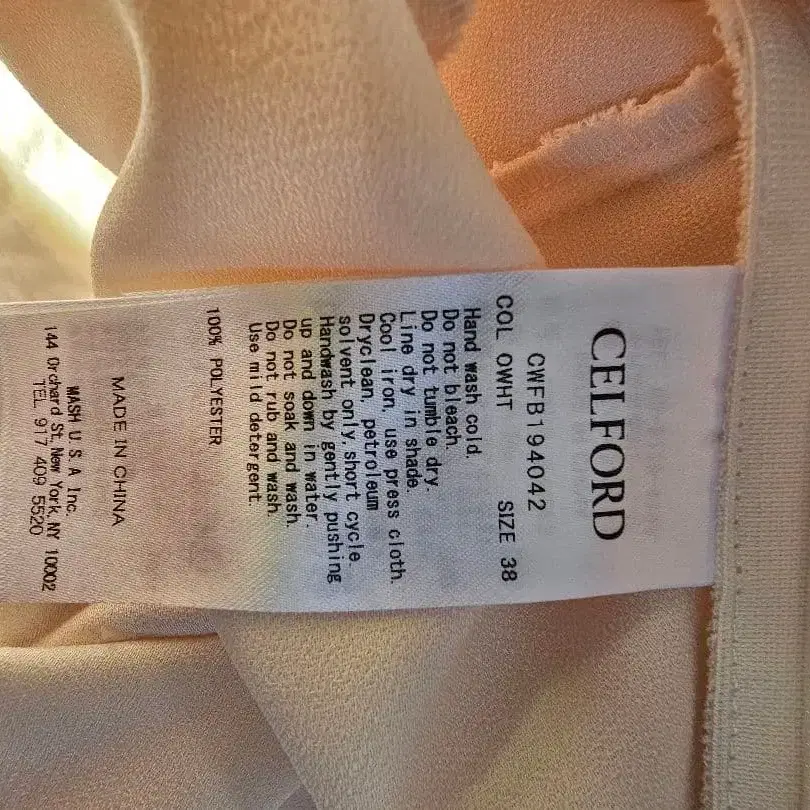 CELFORD
CWFB194042
COL OWHT SIZE 38
Hand wash cold.
Do not bleach.
Do not tumble dry.
Line dry in shade.
Cool iron, use press cloth.
Dryclean, petroleum
solvent only, short cycle.
Handwash by gently pushing
up and down in water.
Do not soak and wash.
Do not rub and wash.
Use mild detergent.
100% POLYESTER
MADE IN CHINA
MASH U. S. A Inc.
144 Orchard St, New York, NY 10002
TEL 917 409 5520